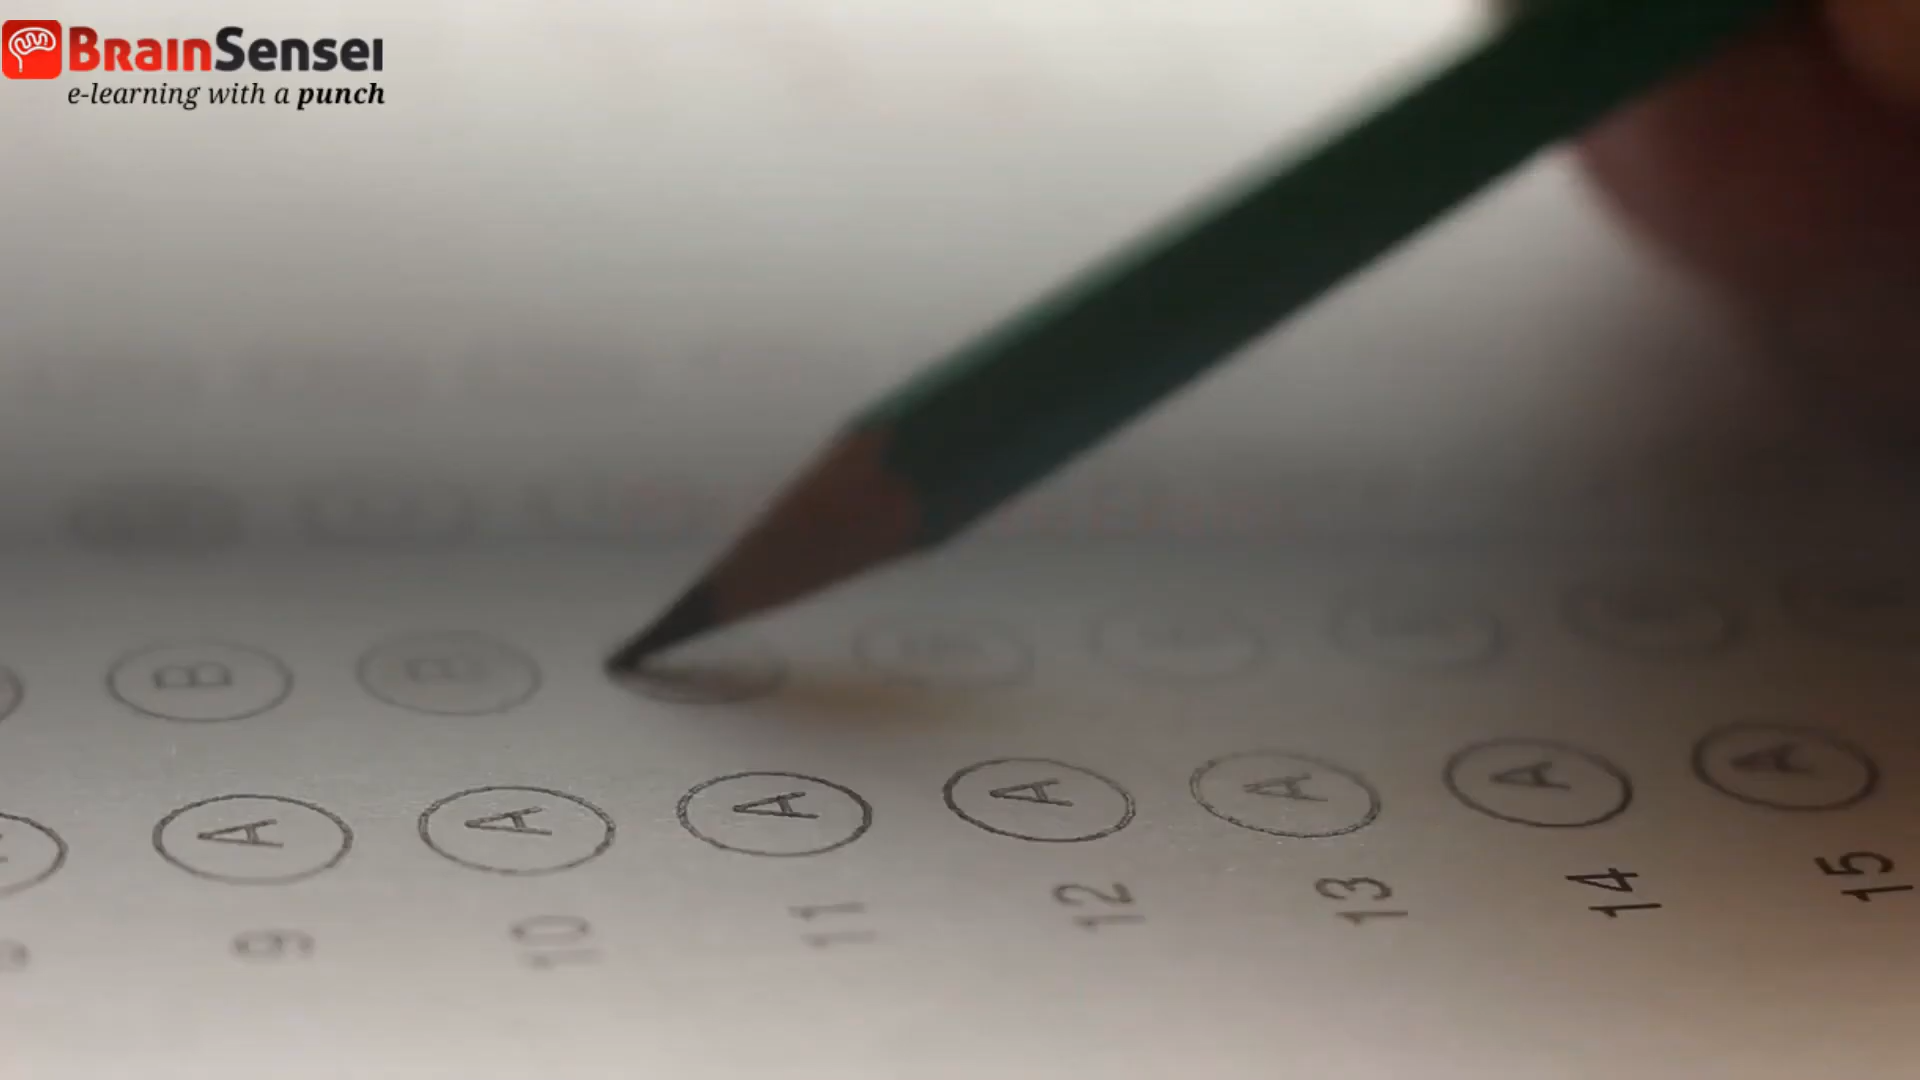 BrainSensei
e-learning with a punch
B B
A A A A A A A
9 10 11 12 13 14 15